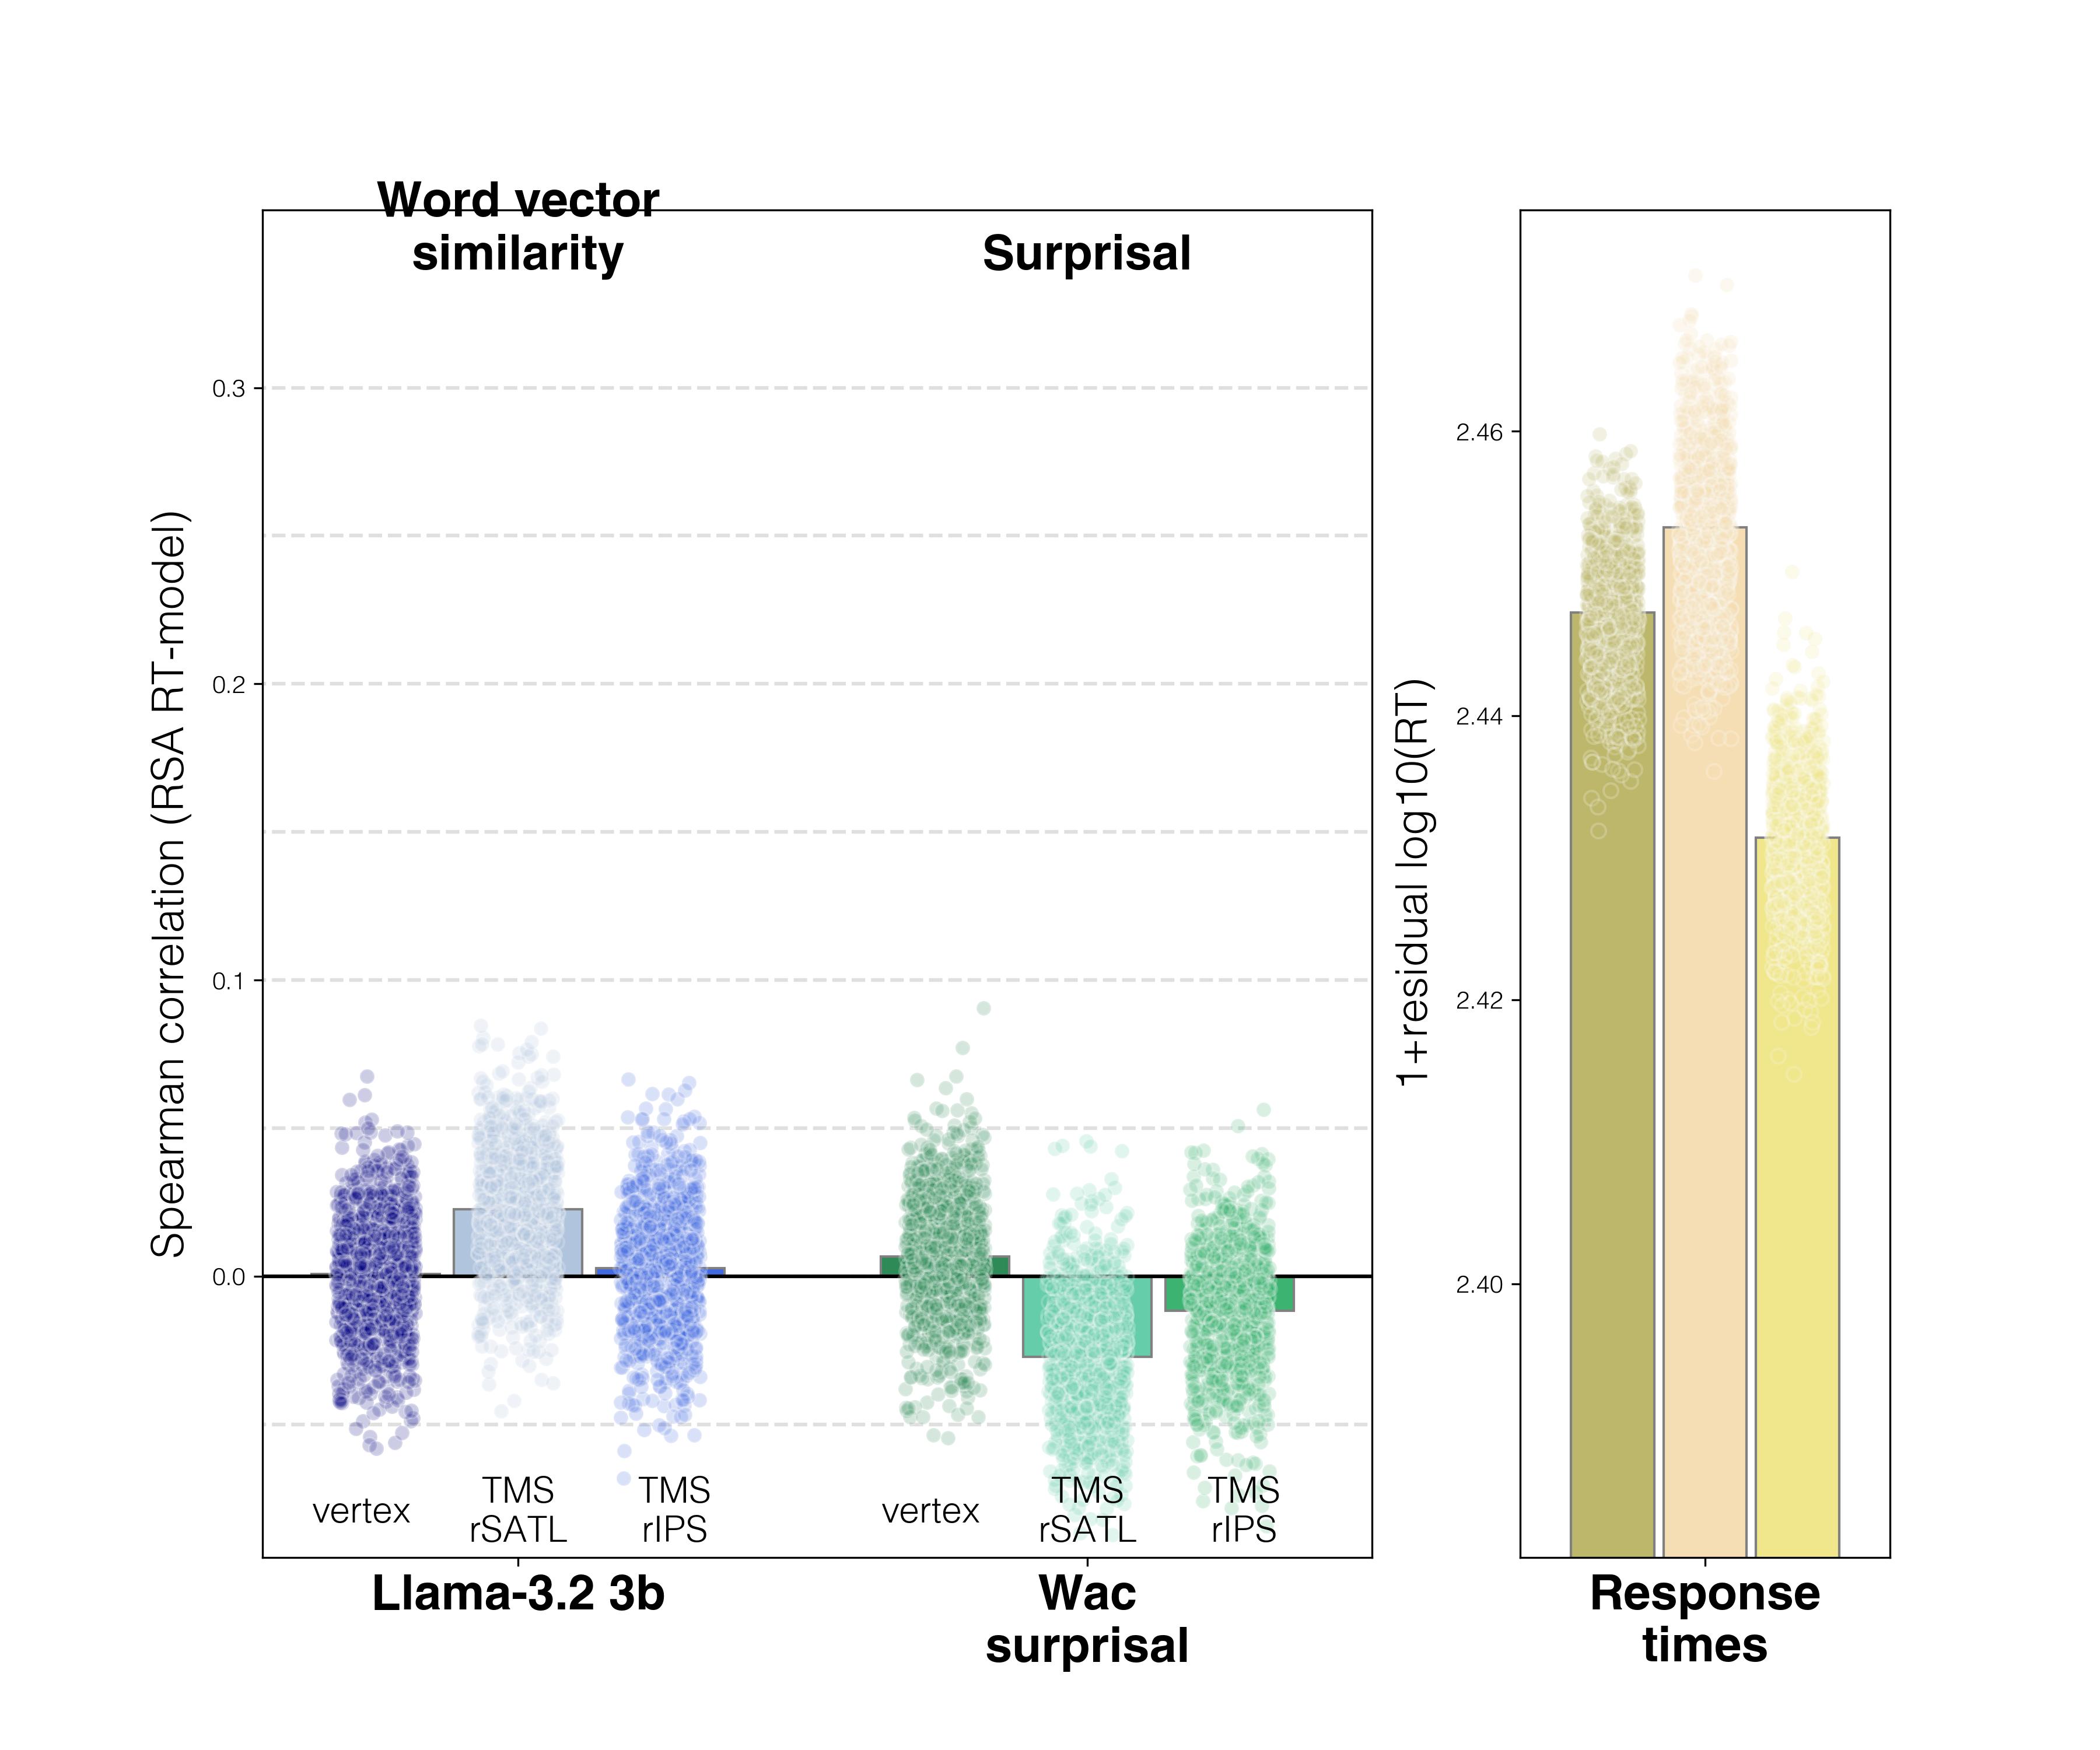 Word vector
similarity
Surprisal
Spearman correlation (RSA RT-model)
0.3
0.2
0.1
0.0
vertex
TMS
rSATL
TMS
rIPS
vertex
TMS
rSATL
TMS
rIPS
Llama-3.2 3b
Wac
surprisal
1+residual log10(RT)
2.46
2.44
2.42
2.40
Response
times